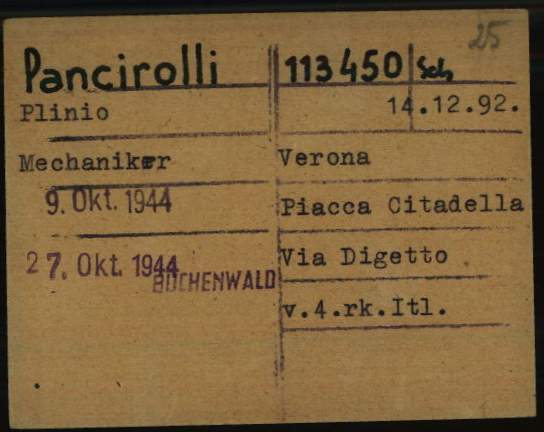 25
Pancirolli 113450 Sch
Plinio 14.12.92.
Mechaniker Verona
9. Okt. 1944 Piacca Citadella
27. Okt. 1944 Via Digetto
BUCHENWALD
v.4.rk.Itl.